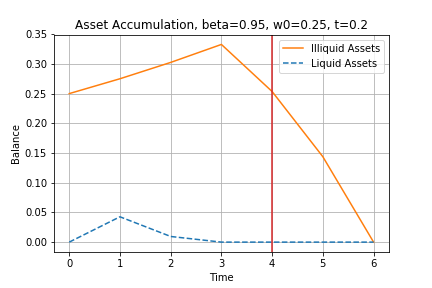 Asset Accumulation, beta=0.95, w0=0.25, t=0.2
Illiquid Assets
Liquid Assets
Balance
0.35
0.30
0.25
0.20
0.15
0.10
0.05
0.00
0 1 2 3 4 5 6
Time